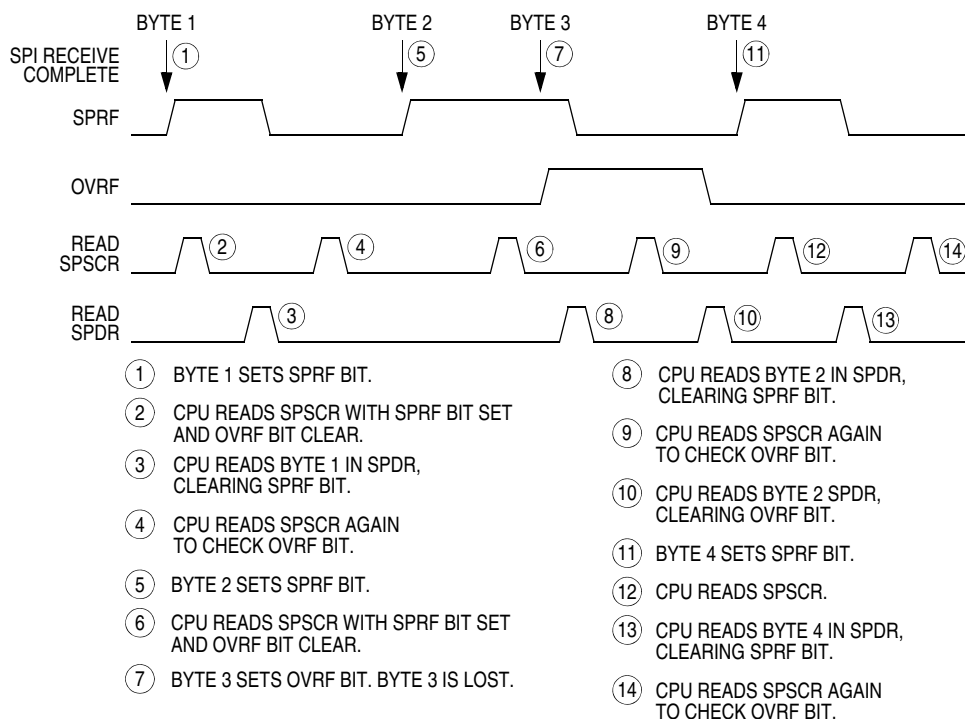 BYTE 1 BYTE 2 BYTE 3 BYTE 4
SPI RECEIVE
COMPLETE
1 5 7 11
SPRF
OVRF
READ
SPSCR
2 4 6 9 12 14
READ
SPDR
3 8 10 13
1 BYTE 1 SETS SPRF BIT.
2 CPU READS SPSCR WITH SPRF BIT SET
AND OVRF BIT CLEAR.
3 CPU READS BYTE 1 IN SPDR,
CLEARING SPRF BIT.
4 CPU READS SPSCR AGAIN
TO CHECK OVRF BIT.
5 BYTE 2 SETS SPRF BIT.
6 CPU READS SPSCR WITH SPRF BIT SET
AND OVRF BIT CLEAR.
7 BYTE 3 SETS OVRF BIT. BYTE 3 IS LOST.
8 CPU READS BYTE 2 IN SPDR,
CLEARING SPRF BIT.
9 CPU READS SPSCR AGAIN
TO CHECK OVRF BIT.
10 CPU READS BYTE 2 SPDR,
CLEARING OVRF BIT.
11 BYTE 4 SETS SPRF BIT.
12 CPU READS SPSCR.
13 CPU READS BYTE 4 IN SPDR,
CLEARING SPRF BIT.
14 CPU READS SPSCR AGAIN
TO CHECK OVRF BIT.